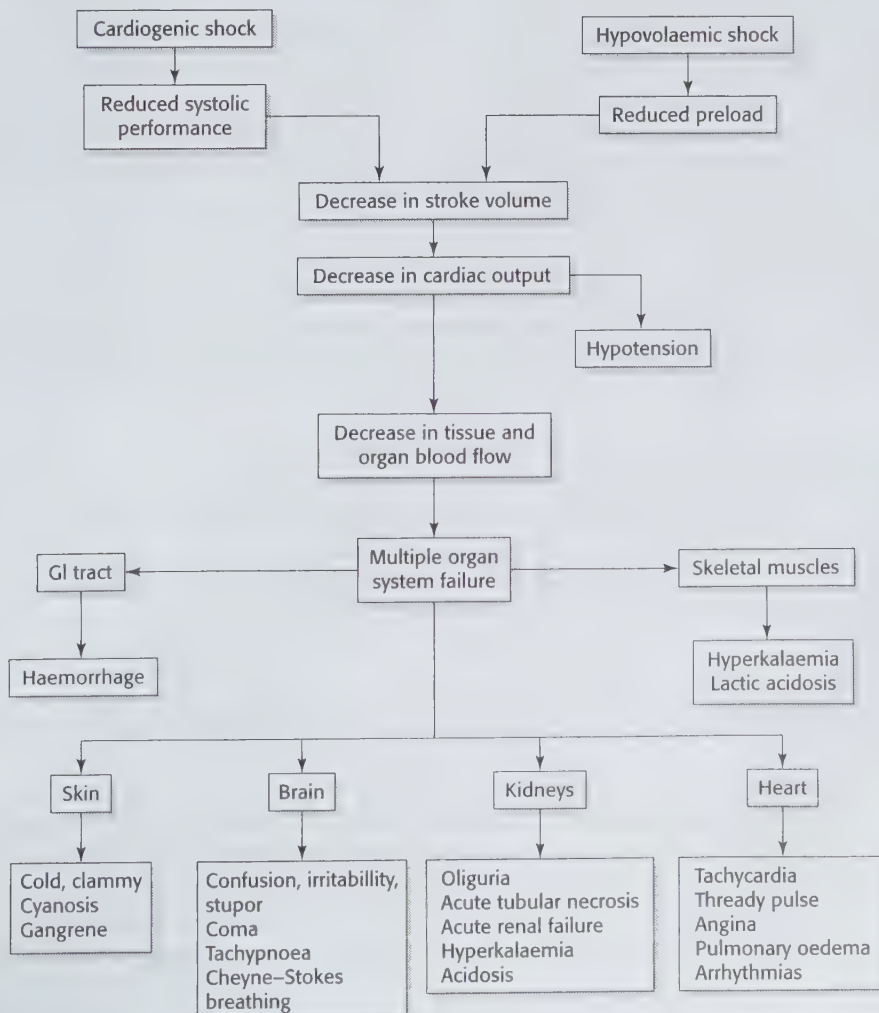 Cardiogenic shock
Hypovolaemic shock
Reduced systolic
performance
Reduced preload
Decrease in stroke volume
Decrease in cardiac output
Hypotension
Decrease in tissue and
organ blood flow
Multiple organ
system failure
GI tract
Skeletal muscles
Haemorrhage
Hyperkalaemia
Lactic acidosis
Skin
Brain
Kidneys
Heart
Cold, clammy
Cyanosis
Gangrene
Confusion, irritabillity,
stupor
Coma
Tachypnoea
Cheyne–Stokes
breathing
Oliguria
Acute tubular necrosis
Acute renal failure
Hyperkalaemia
Acidosis
Tachycardia
Thready pulse
Angina
Pulmonary oedema
Arrhythmias